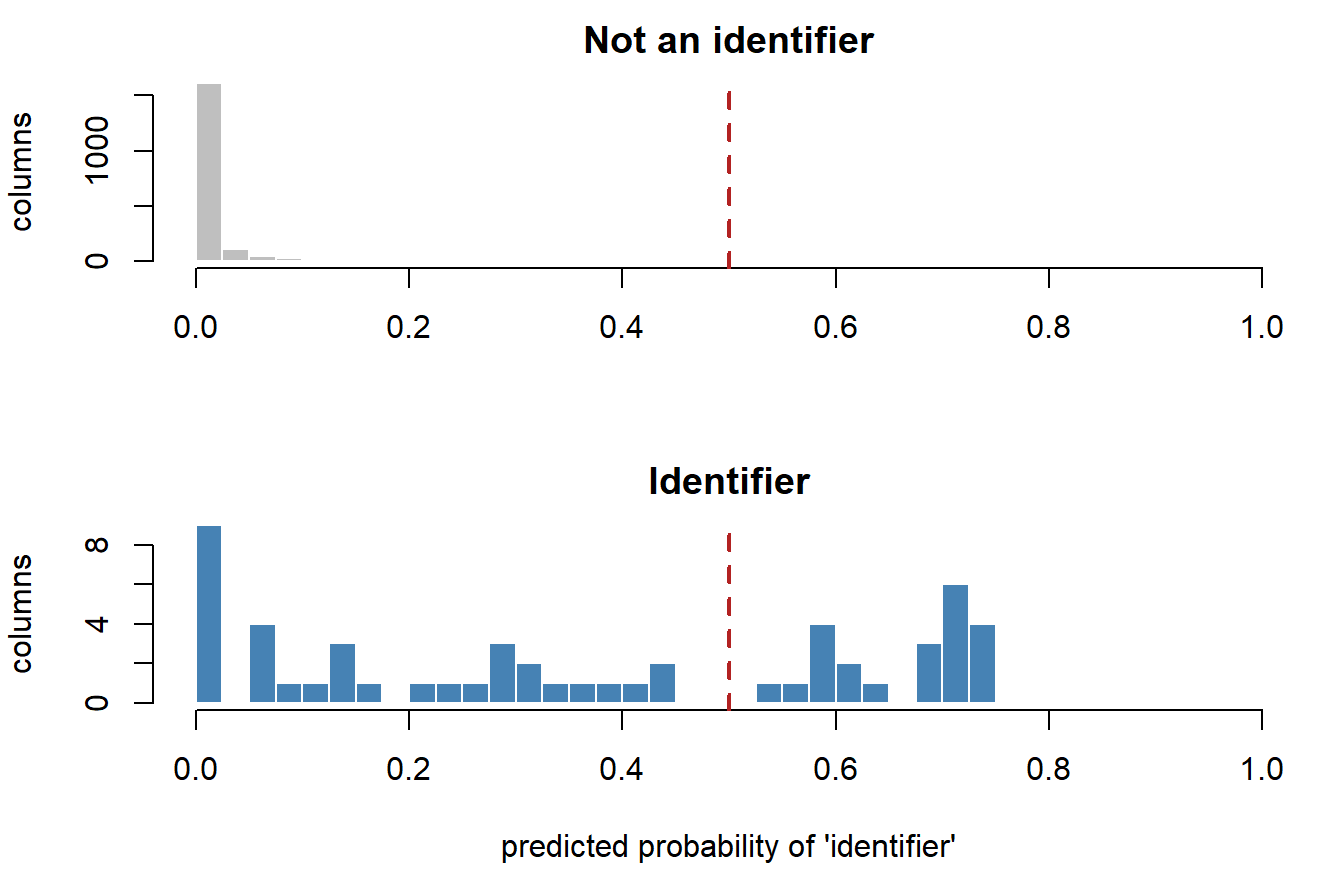 Not an identifier
columns
0
1000
0.0 0.2 0.4 0.6 0.8 1.0
Identifier
columns
0
4
8
0.0 0.2 0.4 0.6 0.8 1.0
predicted probability of 'identifier'